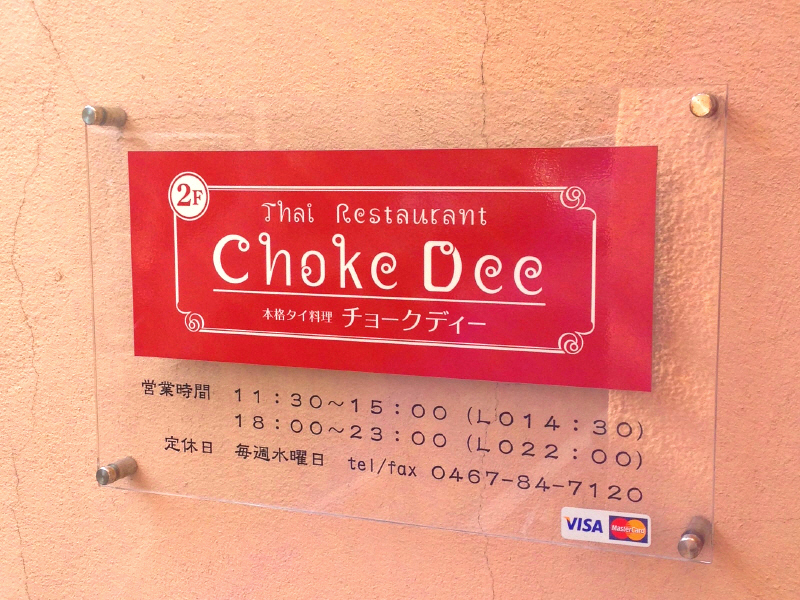 2F
Thai Restaurant
Choke Dee
本格タイ料理 チョークディー
営業時間 11：30～15：00 (LO14：30)
18：00～23：00 (LO22：00)
定休日 毎週水曜日 tel/fax 0467-84-7120
VISA MasterCard